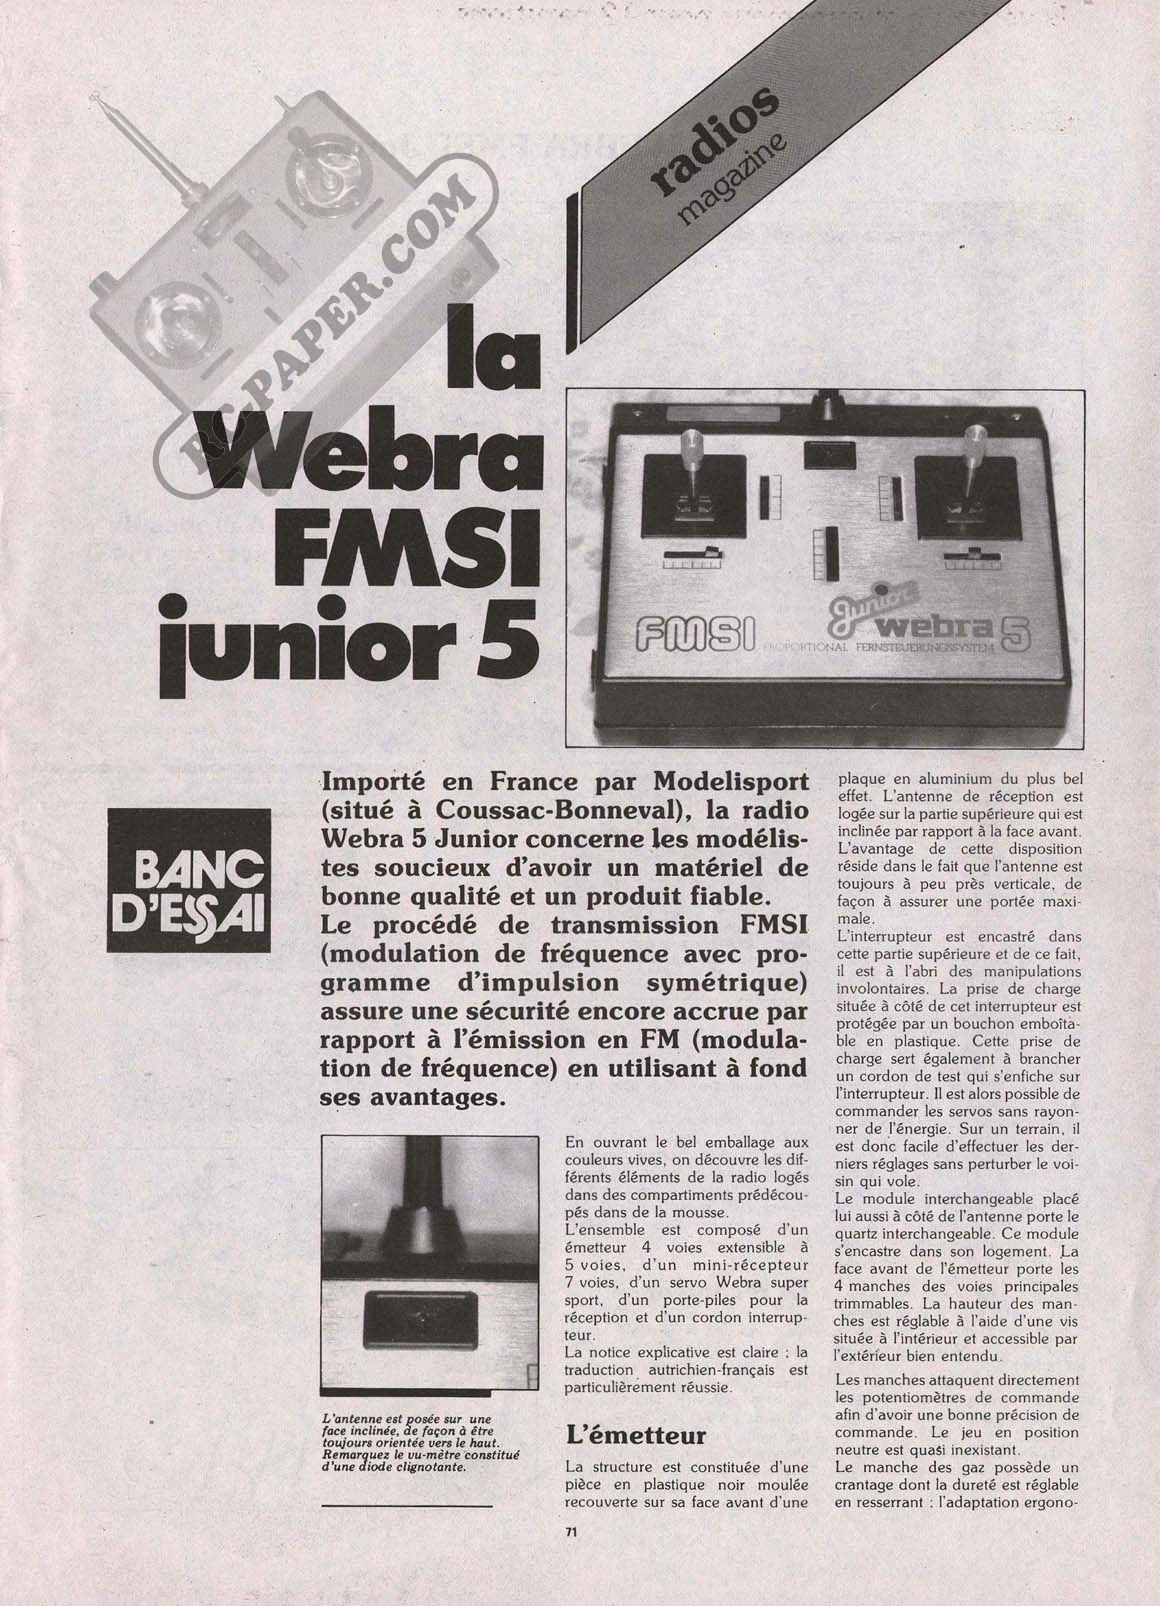 radios
magazine
RC-PAPER.COM
la
Webra
FMSI
junior 5
FMSI
Junior
webra 5
PROPORTIONAL FERNSTEUERUNGSSYSTEM
BANC
D'ESSAI
Importé en France par Modelisport
(situé à Coussac-Bonneval), la radio
Webra 5 Junior concerne les modélis-
tes soucieux d'avoir un matériel de
bonne qualité et un produit fiable.
Le procédé de transmission FMSI
(modulation de fréquence avec pro-
gramme d'impulsion symétrique)
assure une sécurité encore accrue par
rapport à l'émission en FM (modula-
tion de fréquence) en utilisant à fond
ses avantages.
L'antenne est posée sur une
face inclinée, de façon à être
toujours orientée vers le haut.
Remarquez le vu-mètre constitué
d'une diode clignotante.
En ouvrant le bel emballage aux
couleurs vives, on découvre les dif-
férents éléments de la radio logés
dans des compartiments prédécou-
pés dans de la mousse.
L'ensemble est composé d'un
émetteur 4 voies extensible à
5 voies, d'un mini-récepteur
7 voies, d'un servo Webra super
sport, d'un porte-piles pour la
réception et d'un cordon interrup-
teur.
La notice explicative est claire : la
traduction autrichien-français est
particulièrement réussie.
L'émetteur
La structure est constituée d'une
pièce en plastique noir moulée
recouverte sur sa face avant d'une
plaque en aluminium du plus bel
effet. L'antenne de réception est
logée sur la partie supérieure qui est
inclinée par rapport à la face avant.
L'avantage de cette disposition
réside dans le fait que l'antenne est
toujours à peu près verticale, de
façon à assurer une portée maxi-
male.
L'interrupteur est encastré dans
cette partie supérieure et de ce fait,
il est à l'abri des manipulations
involontaires. La prise de charge
située à côté de cet interrupteur est
protégée par un bouchon emboîta-
ble en plastique. Cette prise de
charge sert également à brancher
un cordon de test qui s'enfiche sur
l'interrupteur. Il est alors possible de
commander les servos sans rayon-
ner de l'énergie. Sur un terrain, il
est donc facile d'effectuer les der-
niers réglages sans perturber le voi-
sin qui vole.
Le module interchangeable placé
lui aussi à côté de l'antenne porte le
quartz interchangeable. Ce module
s'encastre dans son logement. La
face avant de l'émetteur porte les
4 manches des voies principales
trimmables. La hauteur des man-
ches est réglable à l'aide d'une vis
située à l'intérieur et accessible par
l'extérieur bien entendu.
Les manches attaquent directement
les potentiomètres de commande
afin d'avoir une bonne précision de
commande. Le jeu en position
neutre est quasi inexistant.
Le manche des gaz possède un
crantage dont la dureté est réglable
en resserrant : l'adaptation ergono-
71